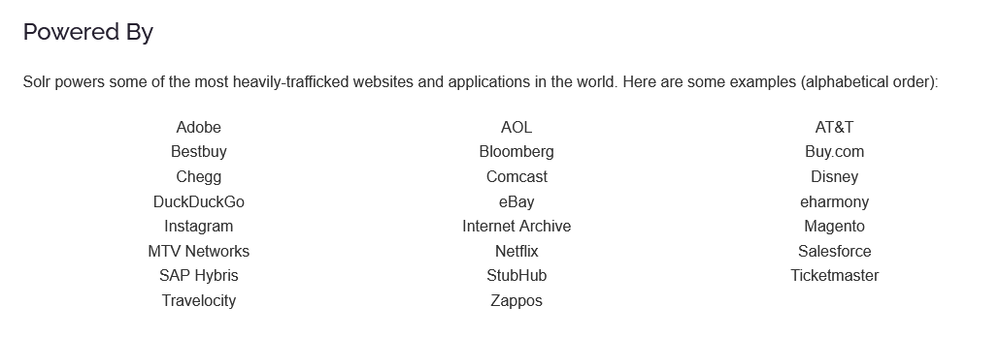 Powered By
Solr powers some of the most heavily-trafficked websites and applications in the world. Here are some examples (alphabetical order):
Adobe AOL AT&T
Bestbuy Bloomberg Buy.com
Chegg Comcast Disney
DuckDuckGo eBay eharmony
Instagram Internet Archive Magento
MTV Networks Netflix Salesforce
SAP Hybris StubHub Ticketmaster
Travelocity Zappos